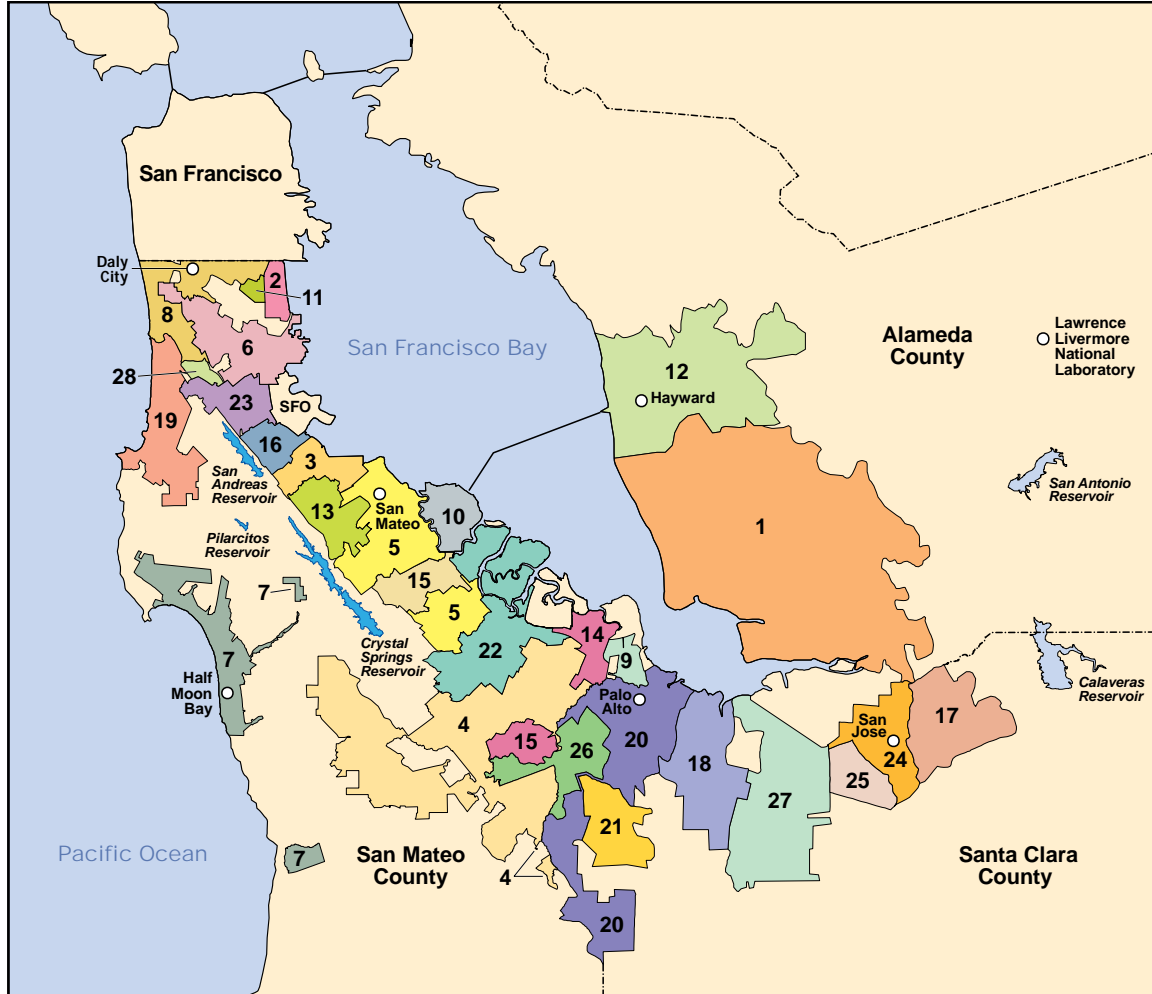 San Francisco
Daly
City
2
11
8
6
San Francisco Bay
28
23
SFO
19
16
3
San
Andreas
Reservoir
13
San
Mateo
10
Pilarcitos
Reservoir
5
15
7
5
Crystal
Springs
Reservoir
22
14
9
7
Half
Moon
Bay
Palo
Alto
4
15
26
20
18
27
21
7
4
20
Pacific Ocean
San Mateo
County
12
Hayward
Alameda
County
Lawrence
Livermore
National
Laboratory
San Antonio
Reservoir
1
Calaveras
Reservoir
17
San
Jose
24
25
Santa Clara
County